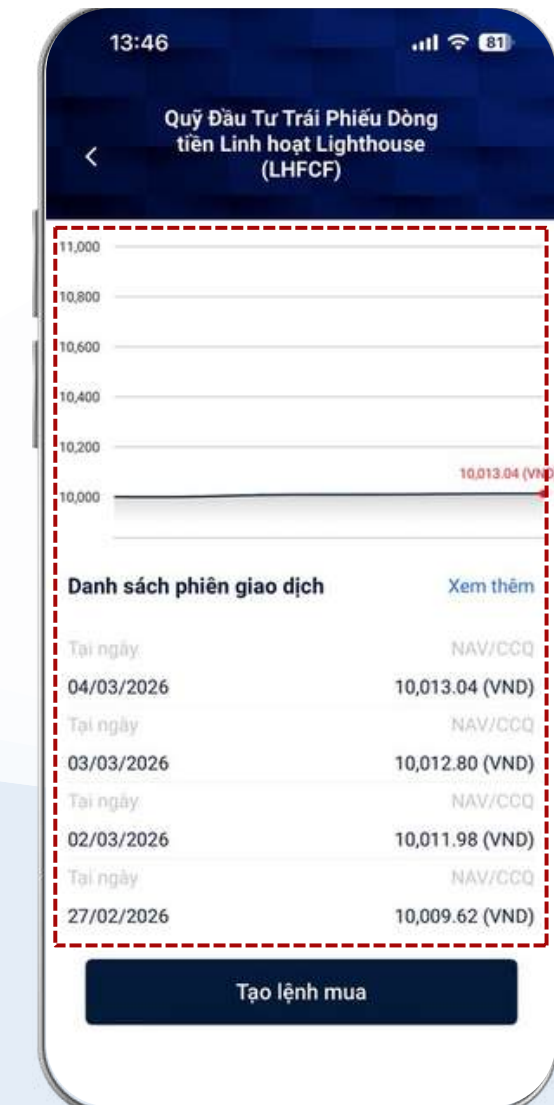 13:46
81
Quỹ Đầu Tư Trái Phiếu Dòng
tiền Linh hoạt Lighthouse
(LHFCF)
11,000
10,800
10,600
10,400
10,200
10,013.04 (VND
10,000
Danh sách phiên giao dịch Xem thêm
Tại ngày NAV/CCQ
04/03/2026 10,013.04 (VND)
Tại ngày NAV/CCQ
03/03/2026 10,012.80 (VND)
Tại ngày NAV/CCQ
02/03/2026 10,011.98 (VND)
Tại ngày NAV/CCQ
27/02/2026 10,009.62 (VND)
Tạo lệnh mua